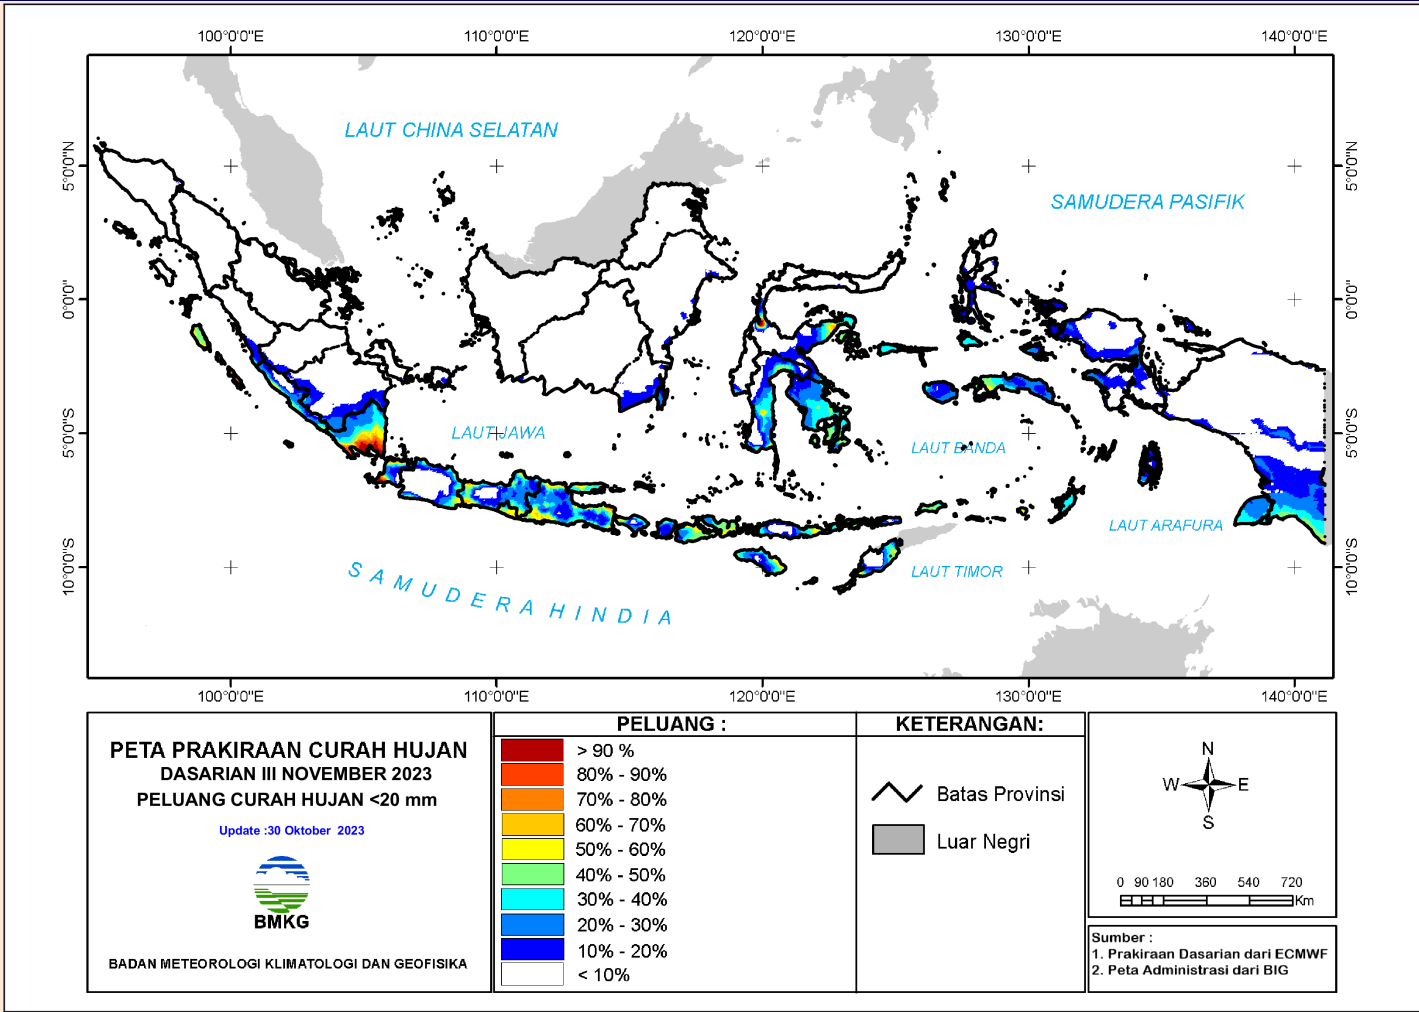 100°0'0"E 110°0'0"E 120°0'0"E 130°0'0"E 140°0'0"E
5°0'0"N
0°0'0"
5°0'0"S
10°0'0"S
LAUT CHINA SELATAN
SAMUDERA PASIFIK
LAUT JAWA
LAUT BANDA
LAUT ARAFURA
LAUT TIMOR
SAMUDERA HINDIA
5°0'0"N
0°0'0"
5°0'0"S
10°0'0"S
100°0'0"E 110°0'0"E 120°0'0"E 130°0'0"E 140°0'0"E
PETA PRAKIRAAN CURAH HUJAN
DASARIAN III NOVEMBER 2023
PELUANG CURAH HUJAN <20 mm
Update :30 Oktober 2023
BMKG
BADAN METEOROLOGI KLIMATOLOGI DAN GEOFISIKA
PELUANG :
> 90 %
80% - 90%
70% - 80%
60% - 70%
50% - 60%
40% - 50%
30% - 40%
20% - 30%
10% - 20%
< 10%
KETERANGAN:
Batas Provinsi
Luar Negri
N
W E
S
0 90 180 360 540 720
Km
Sumber :
1. Prakiraan Dasarian dari ECMWF
2. Peta Administrasi dari BIG